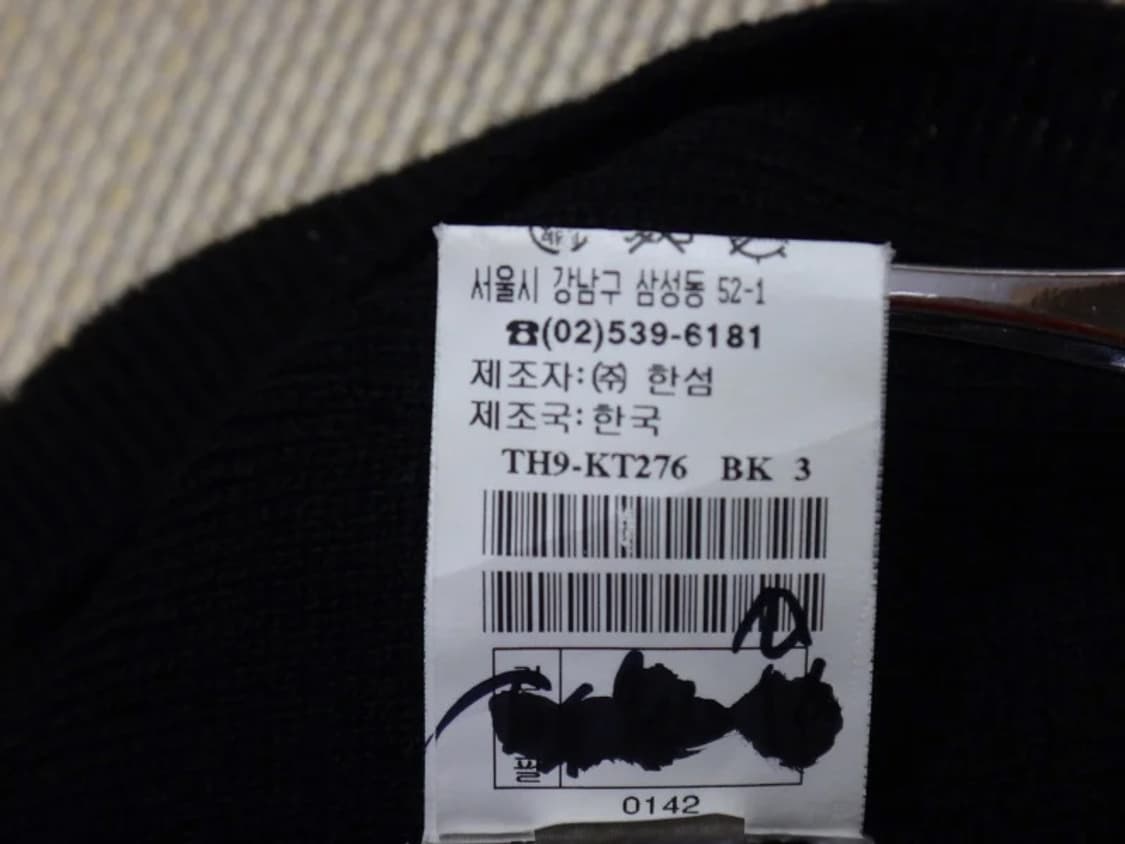 서울시 강남구 삼성동 52-1
☎(02)539-6181
제조자:㈜ 한섬
제조국:한국
TH9-KT276 BK 3
필
0142